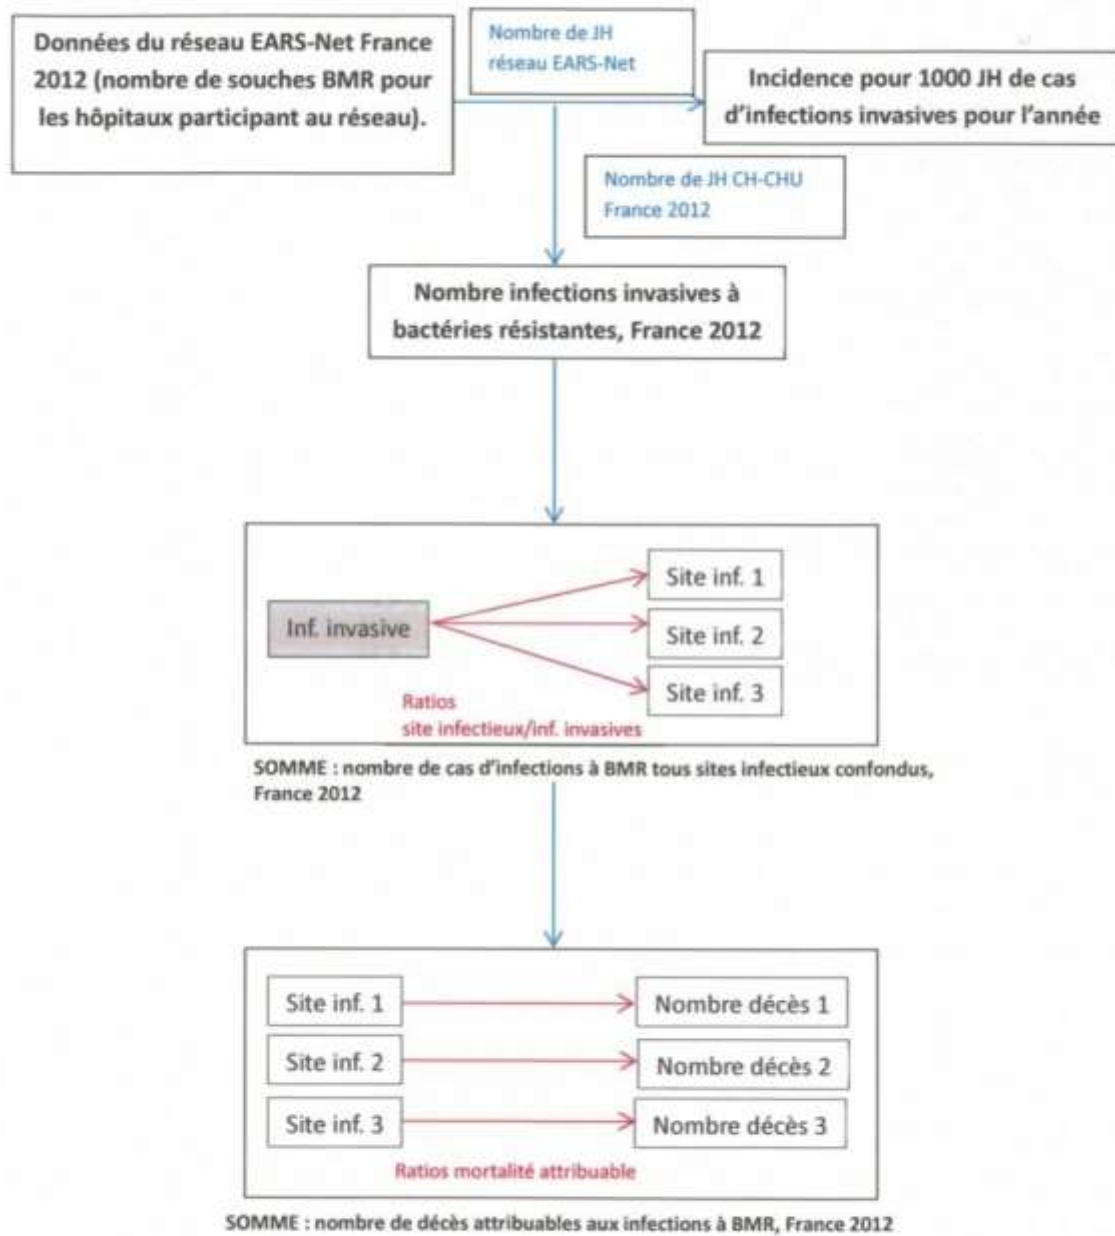 Données du réseau EARS-Net France
2012 (nombre de souches BMR pour
les hôpitaux participant au réseau).
Nombre de JH
réseau EARS-Net
Incidence pour 1000 JH de cas
d'infections invasives pour l'année
Nombre de JH CH-CHU
France 2012
Nombre infections invasives à
bactéries résistantes, France 2012
Inf. invasive
Site inf. 1
Site inf. 2
Site inf. 3
Ratios
site infectieux/inf. invasives
SOMME : nombre de cas d'infections à BMR tous sites infectieux confondus,
France 2012
Site inf. 1
Nombre décès 1
Site inf. 2
Nombre décès 2
Site inf. 3
Nombre décès 3
Ratios mortalité attribuable
SOMME : nombre de décès attribuables aux infections à BMR, France 2012